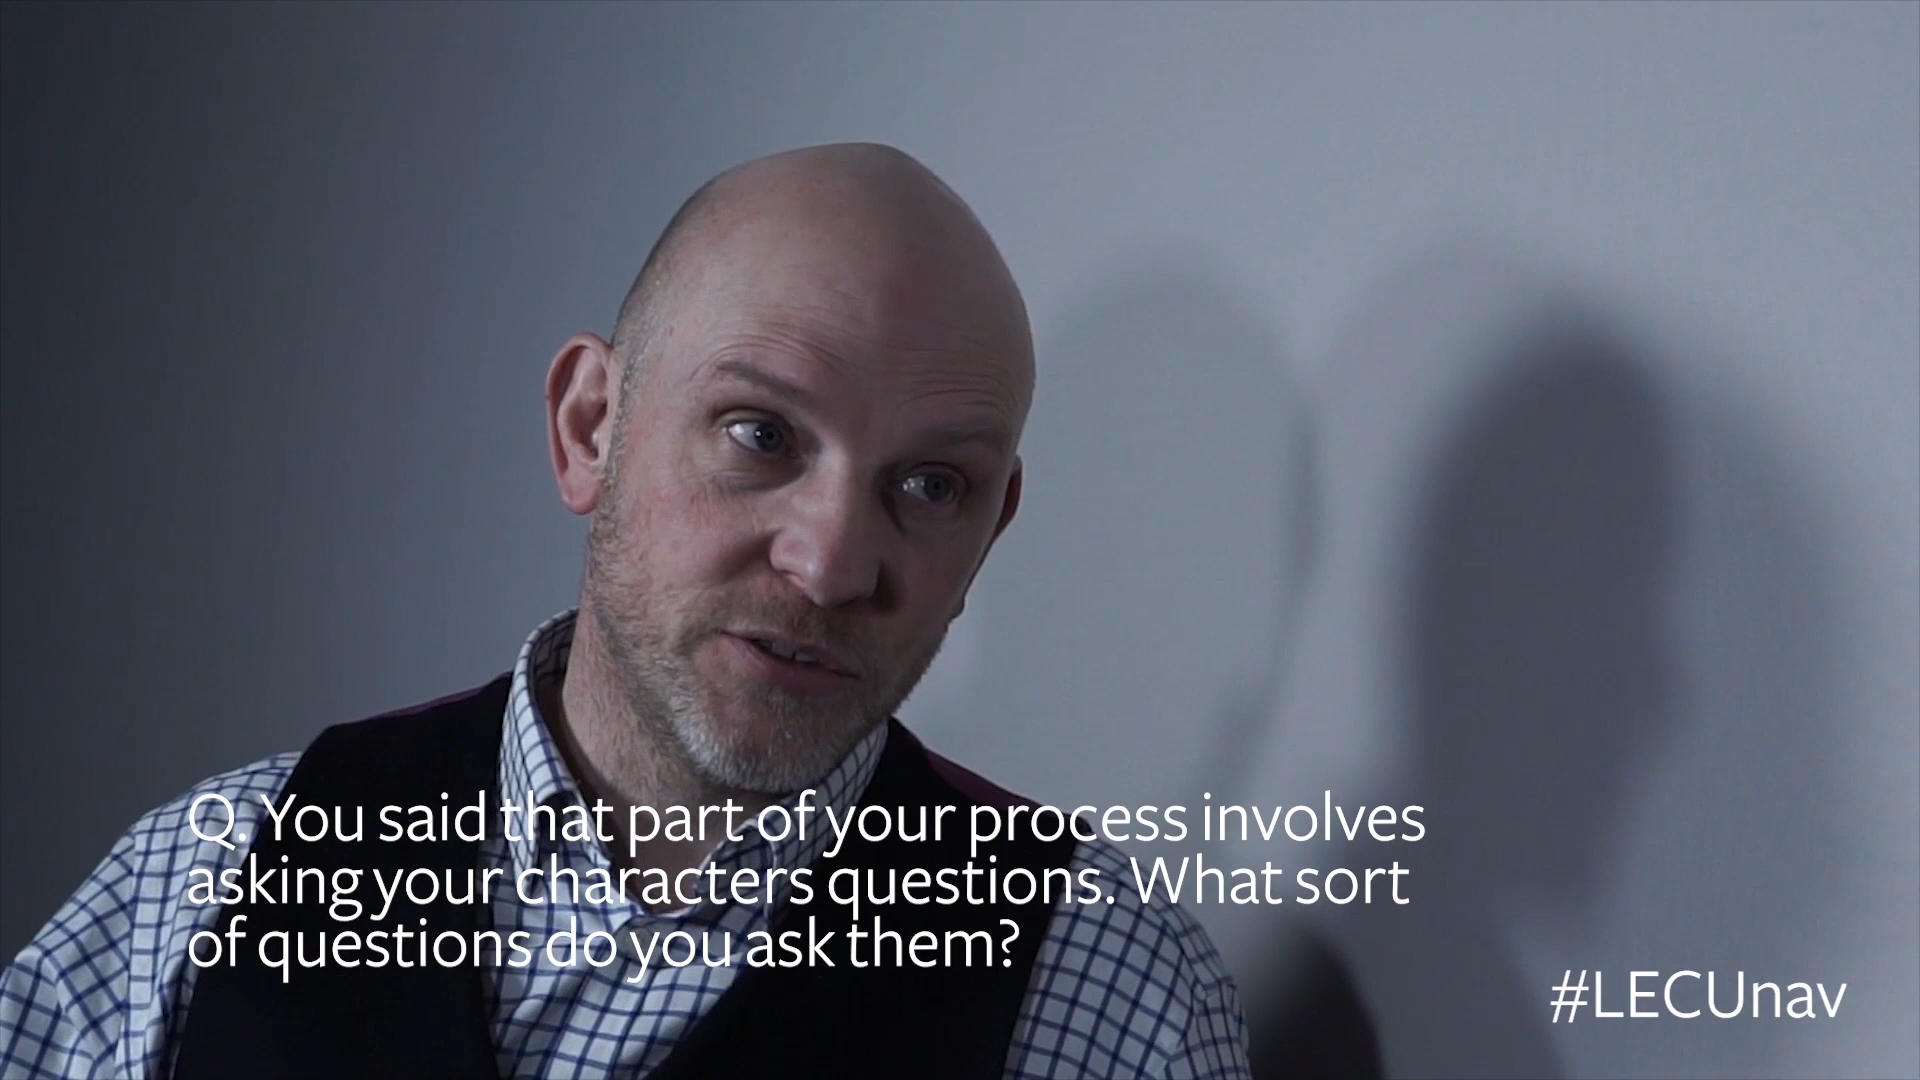 Q. You said that part of your process involves
asking your characters questions. What sort
of questions do you ask them?
#LECUnav